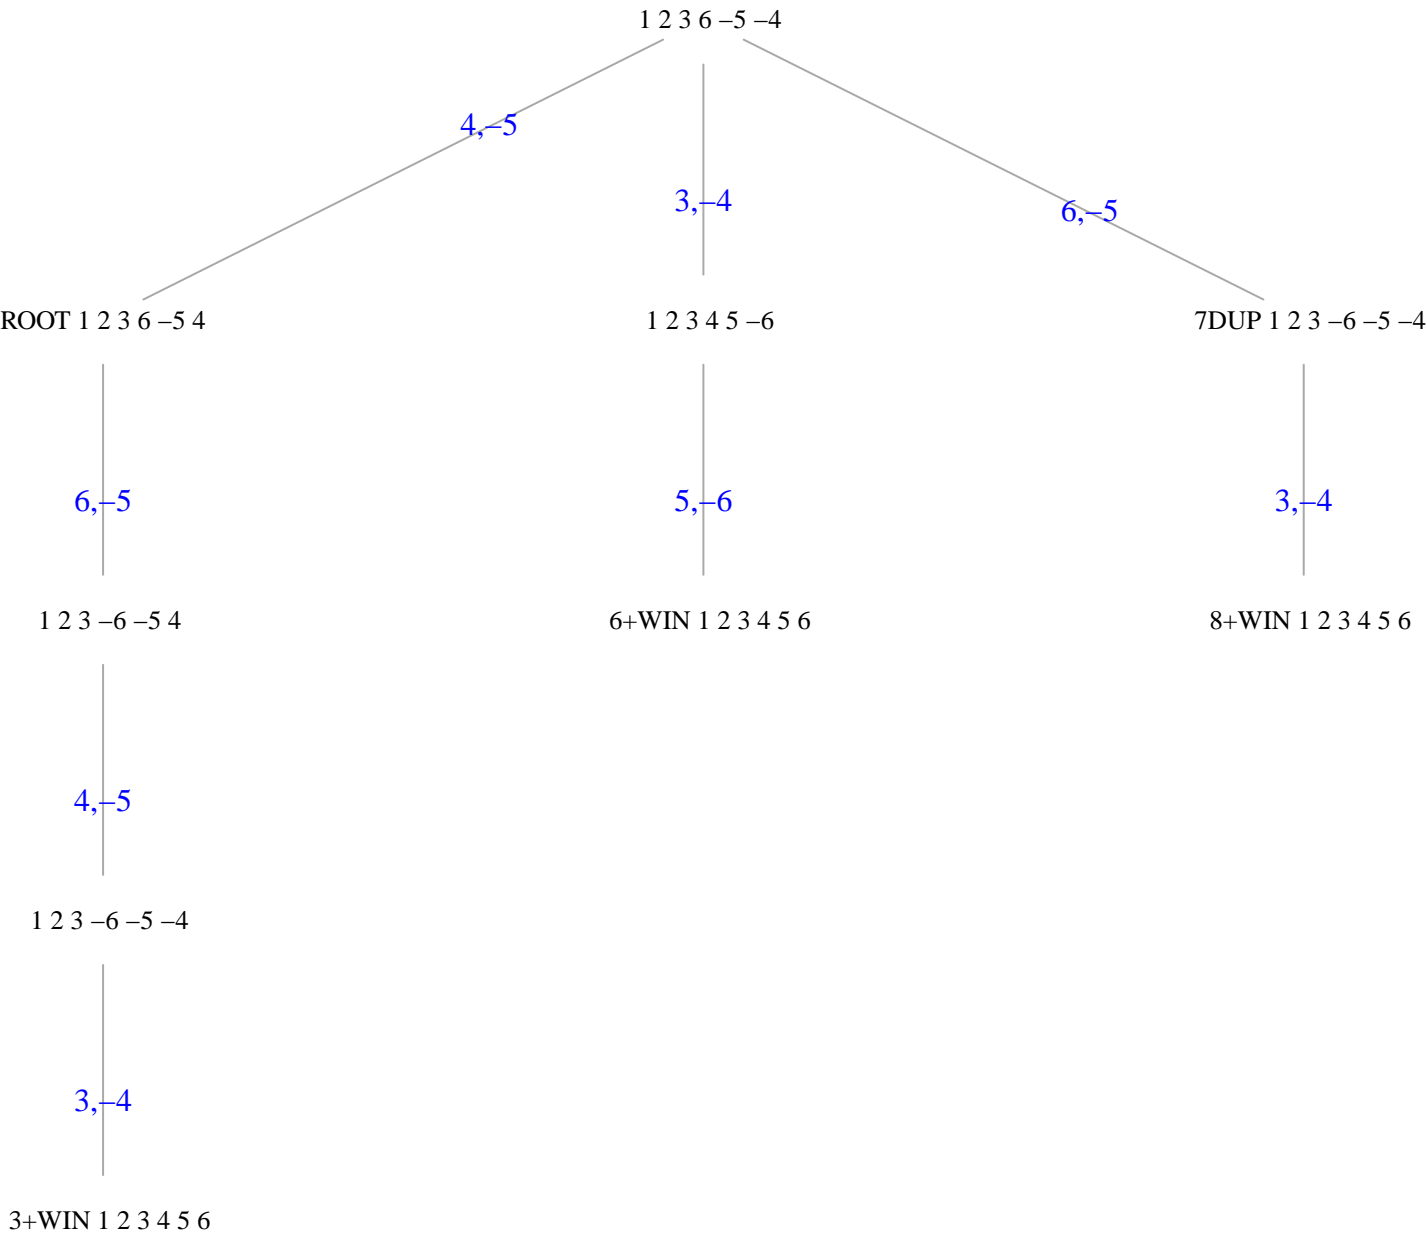 1 2 3 6 –5 –4
4,–5
3,–4
6,–5
ROOT 1 2 3 6 –5 4
1 2 3 4 5 –6
7DUP 1 2 3 –6 –5 –4
6,–5
5,–6
3,–4
1 2 3 –6 –5 4
6+WIN 1 2 3 4 5 6
8+WIN 1 2 3 4 5 6
4,–5
1 2 3 –6 –5 –4
3,–4
3+WIN 1 2 3 4 5 6